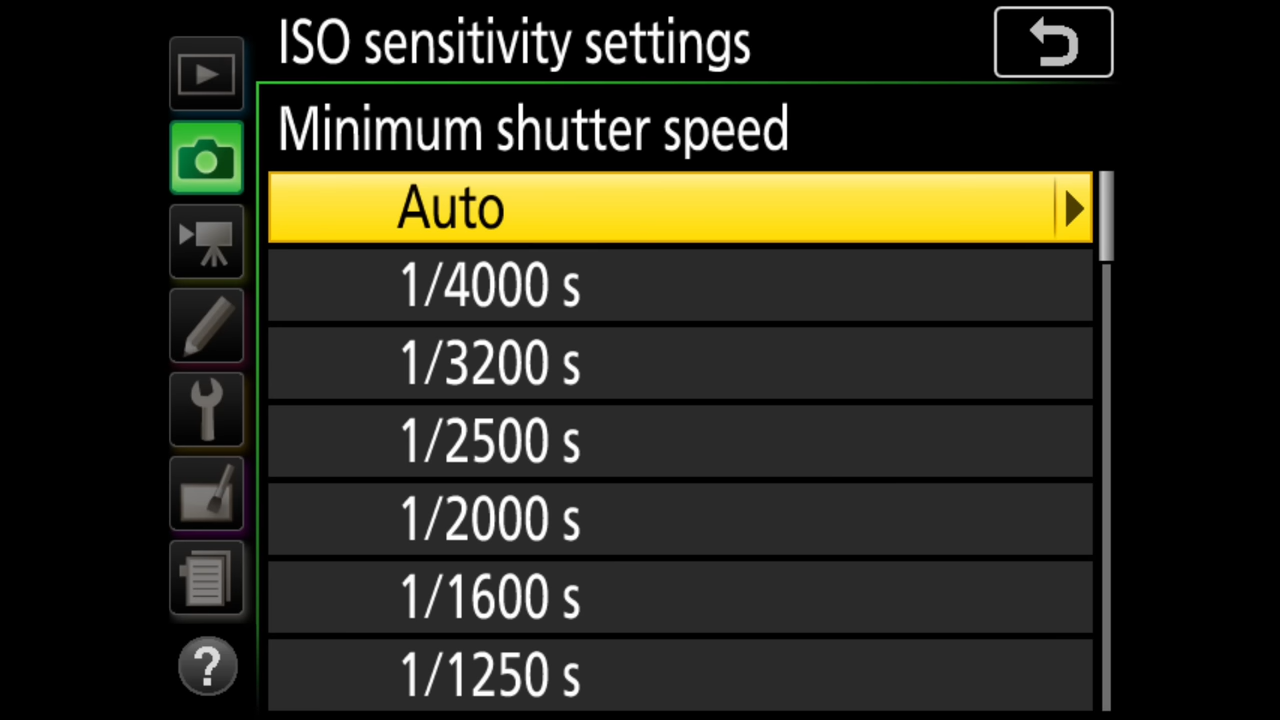 ISO sensitivity settings
Minimum shutter speed
Auto
1/4000 s
1/3200 s
1/2500 s
1/2000 s
1/1600 s
1/1250 s
?